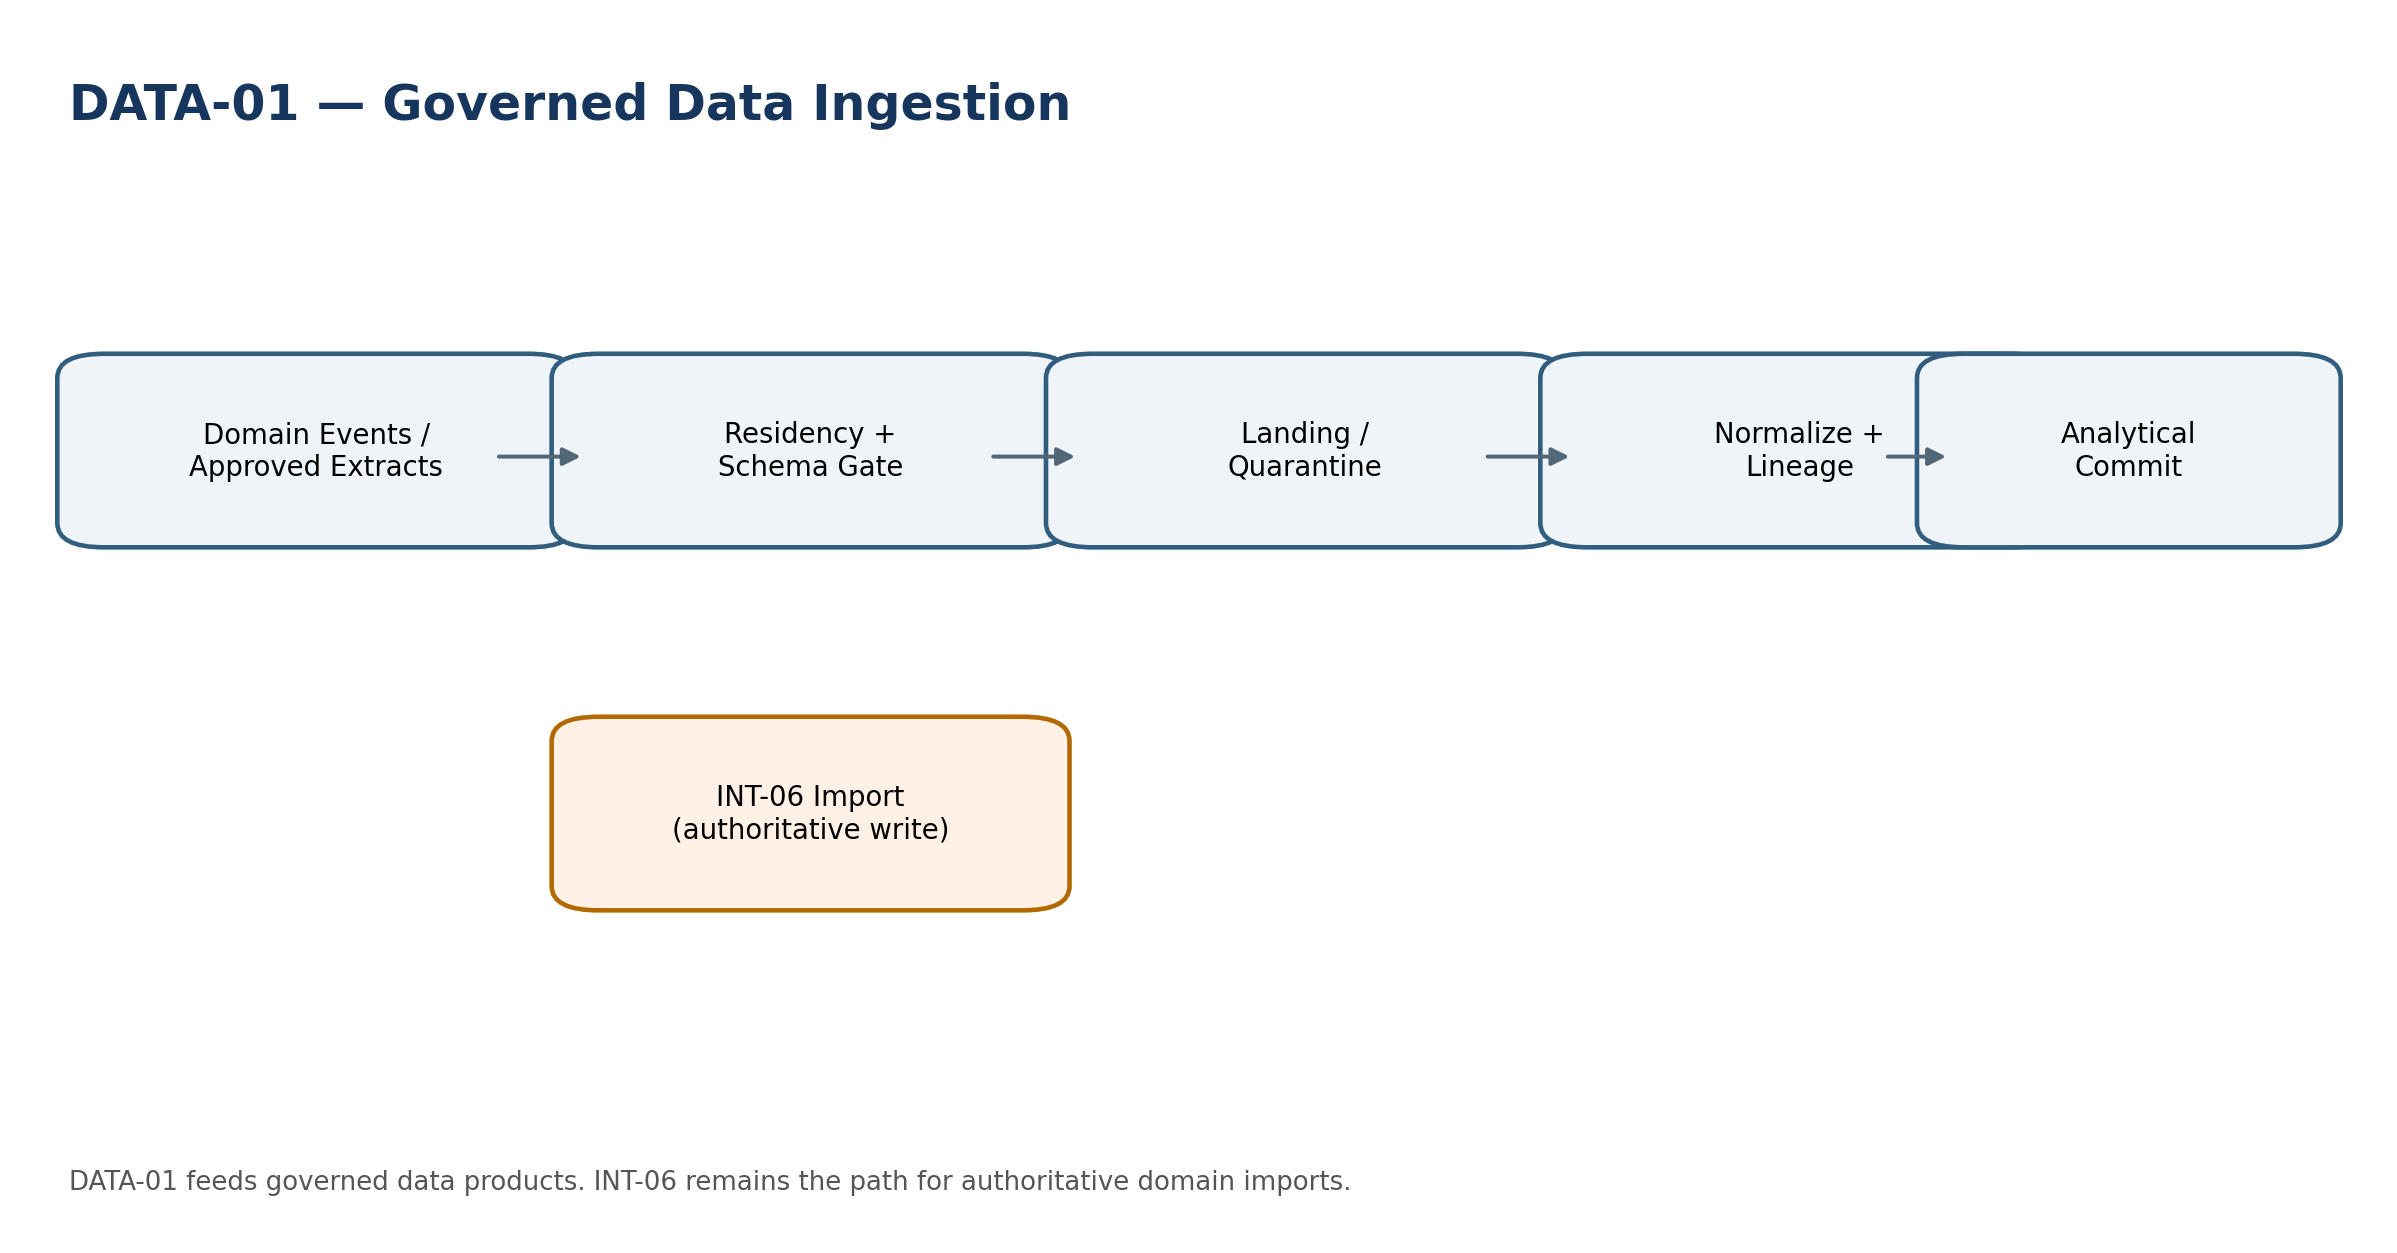 DATA-01 — Governed Data Ingestion
Domain Events /
Approved Extracts
Residency +
Schema Gate
Landing /
Quarantine
Normalize +
Lineage
Analytical
Commit
INT-06 Import
(authoritative write)
DATA-01 feeds governed data products. INT-06 remains the path for authoritative domain imports.